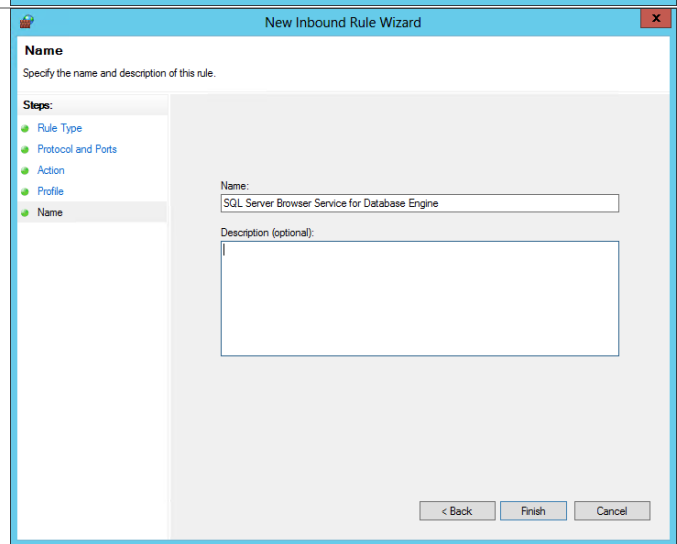 New Inbound Rule Wizard
x
Name
Specify the name and description of this rule.
Steps:
Rule Type
Protocol and Ports
Action
Profile
Name
Name:
SQL Server Browser Service for Database Engine
Description (optional):
< Back
Finish
Cancel